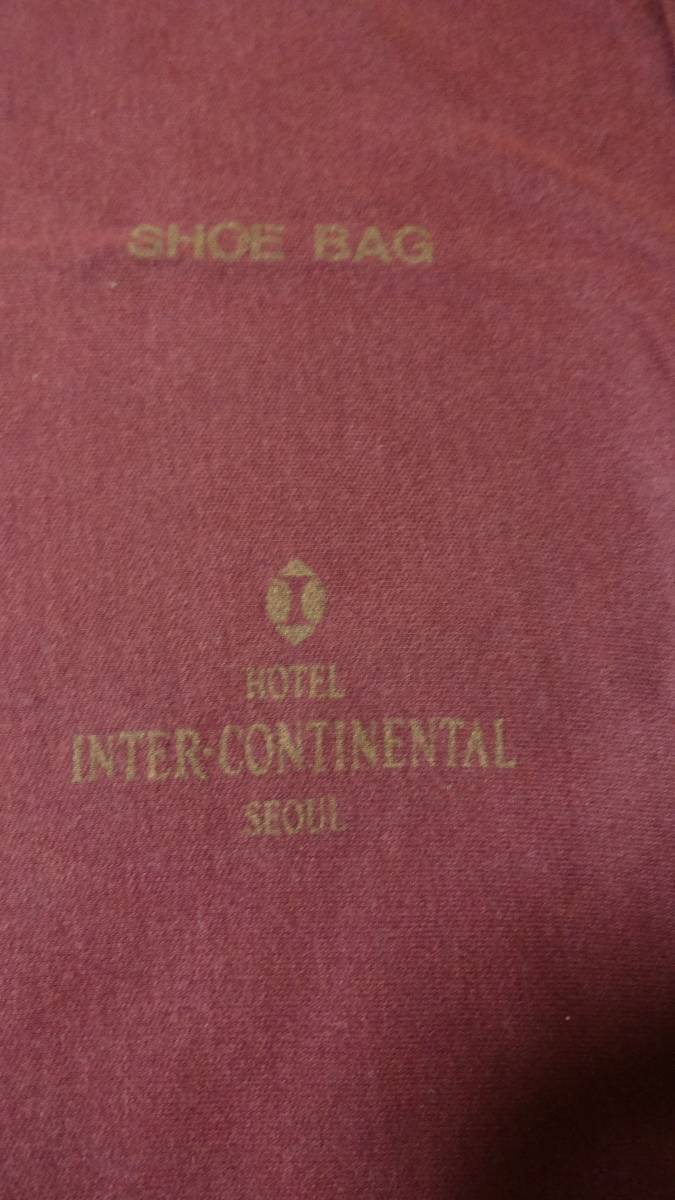 SHOE BAG
I
HOTEL
INTER·CONTINENTAL
SEOUL